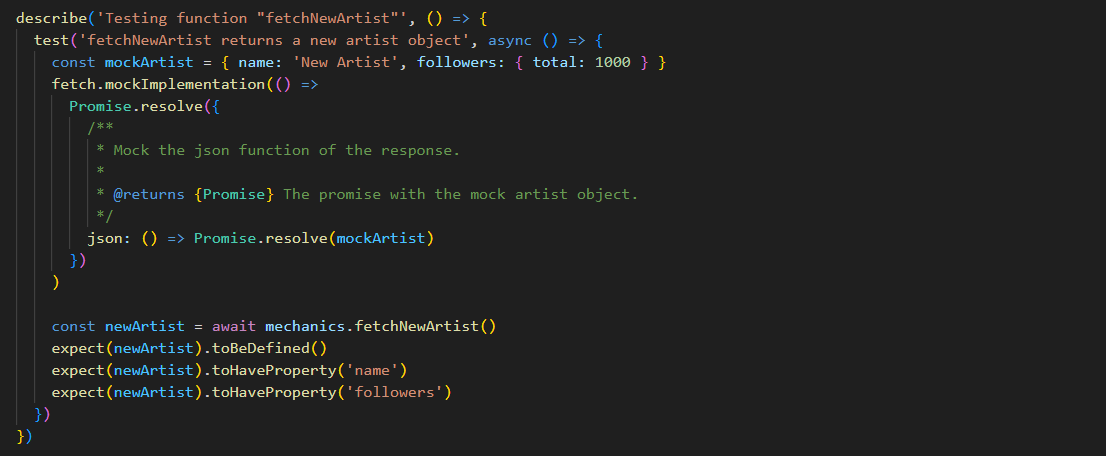 describe('Testing function "fetchNewArtist"', () => {
  test('fetchNewArtist returns a new artist object', async () => {
    const mockArtist = { name: 'New Artist', followers: { total: 1000 } }
    fetch.mockImplementation(() =>
      Promise.resolve({
        /**
         * Mock the json function of the response.
         *
         * @returns {Promise} The promise with the mock artist object.
         */
        json: () => Promise.resolve(mockArtist)
      })
    )

    const newArtist = await mechanics.fetchNewArtist()
    expect(newArtist).toBeDefined()
    expect(newArtist).toHaveProperty('name')
    expect(newArtist).toHaveProperty('followers')
  })
})